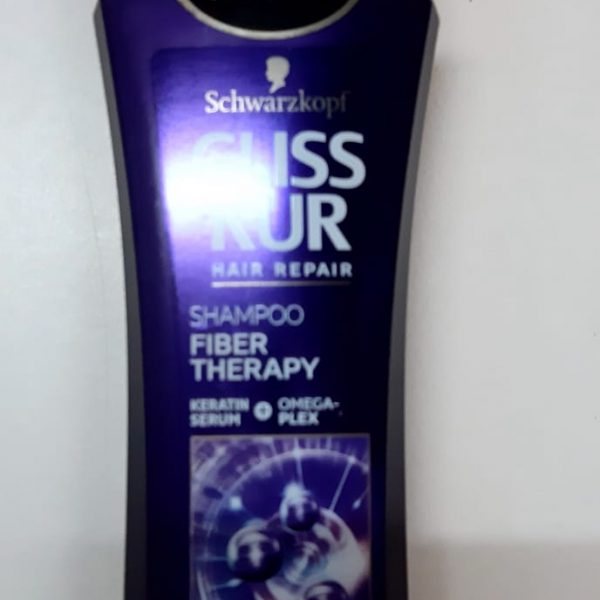 Schwarzkopf
GLISS
KUR
HAIR REPAIR
SHAMPOO
FIBER
THERAPY
KERATIN + OMEGA-
SERUM PLEX